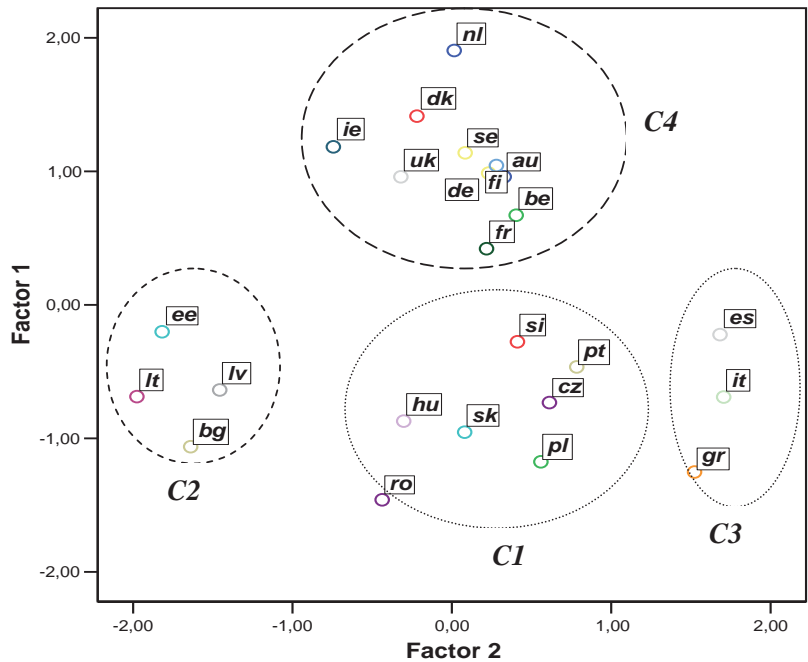 2,00
nl
dk
C4
ie
se
uk
au
1,00
fi
de
be
fr
Factor 1
0,00
ee
si
es
pt
lt
lv
cz
it
hu
sk
bg
-1,00
pl
gr
ro
C2
C1
C3
-2,00
-2,00
-1,00
0,00
1,00
2,00
Factor 2